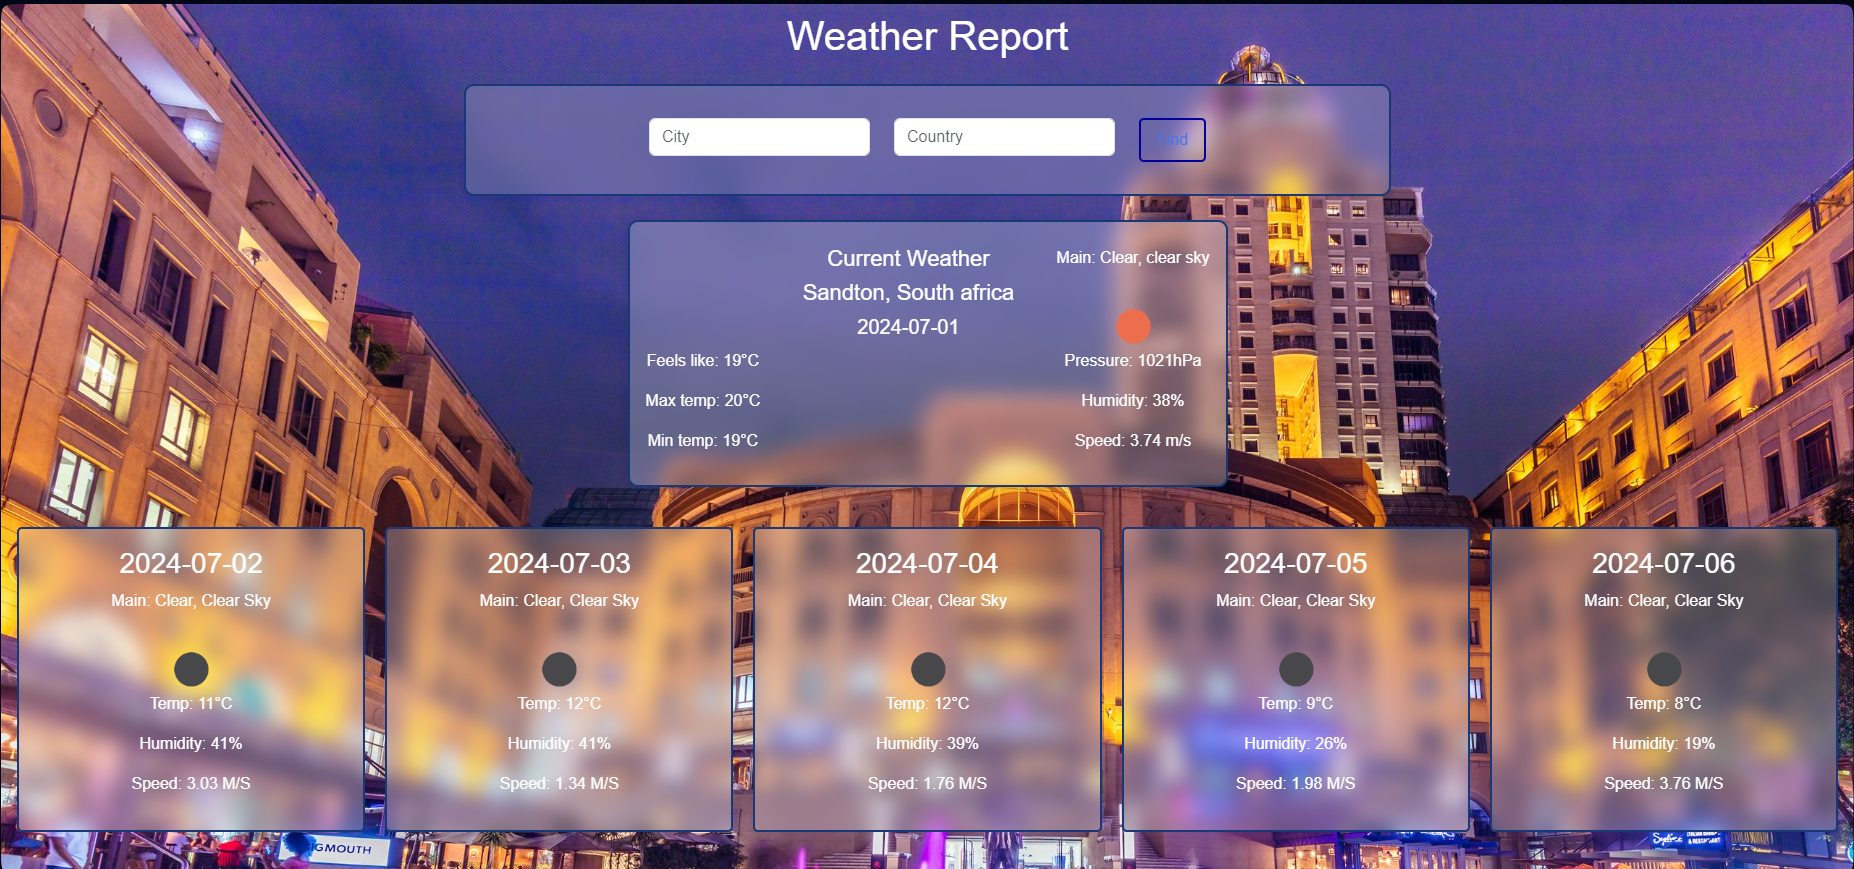 Weather Report
City
Country
Find
Current Weather
Main: Clear, clear sky
Sandton, South africa
2024-07-01
Feels like: 19°C
Pressure: 1021hPa
Max temp: 20°C
Humidity: 38%
Min temp: 19°C
Speed: 3.74 m/s
2024-07-02
Main: Clear, Clear Sky
Temp: 11°C
Humidity: 41%
Speed: 3.03 M/S
2024-07-03
Main: Clear, Clear Sky
Temp: 12°C
Humidity: 41%
Speed: 1.34 M/S
2024-07-04
Main: Clear, Clear Sky
Temp: 12°C
Humidity: 39%
Speed: 1.76 M/S
2024-07-05
Main: Clear, Clear Sky
Temp: 9°C
Humidity: 26%
Speed: 1.98 M/S
2024-07-06
Main: Clear, Clear Sky
Temp: 8°C
Humidity: 19%
Speed: 3.76 M/S
GMOUTH